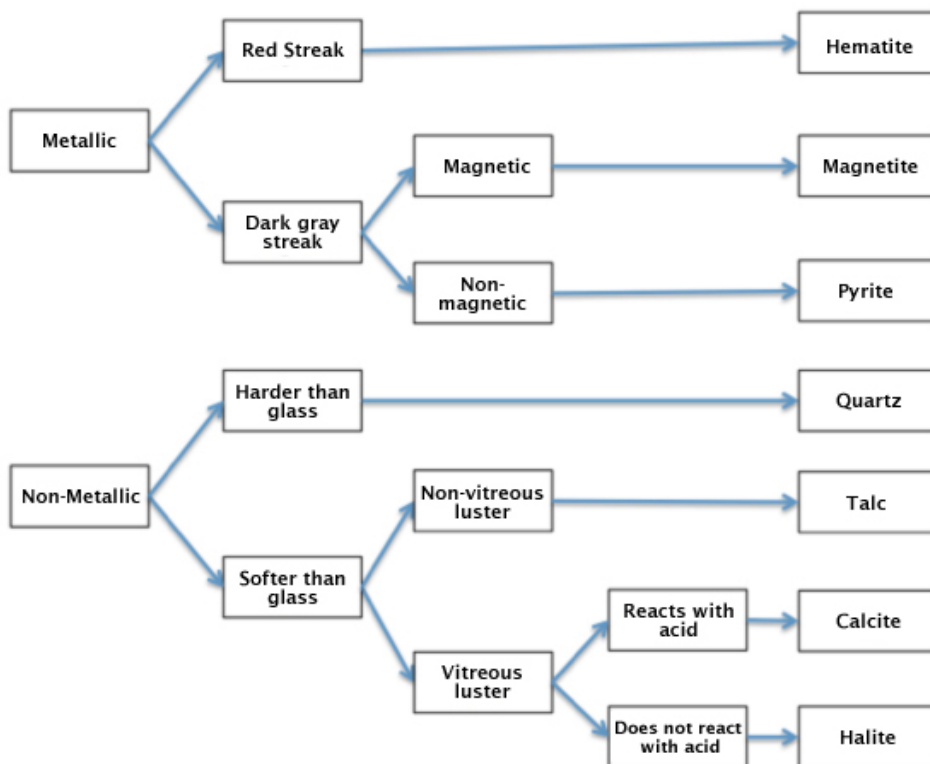 Red Streak
Hematite
Metallic
Magnetic
Magnetite
Dark gray
streak
Non-
magnetic
Pyrite
Harder than
glass
Quartz
Non-Metallic
Non-vitreous
luster
Talc
Softer than
glass
Reacts with
acid
Calcite
Vitreous
luster
Does not react
with acid
Halite